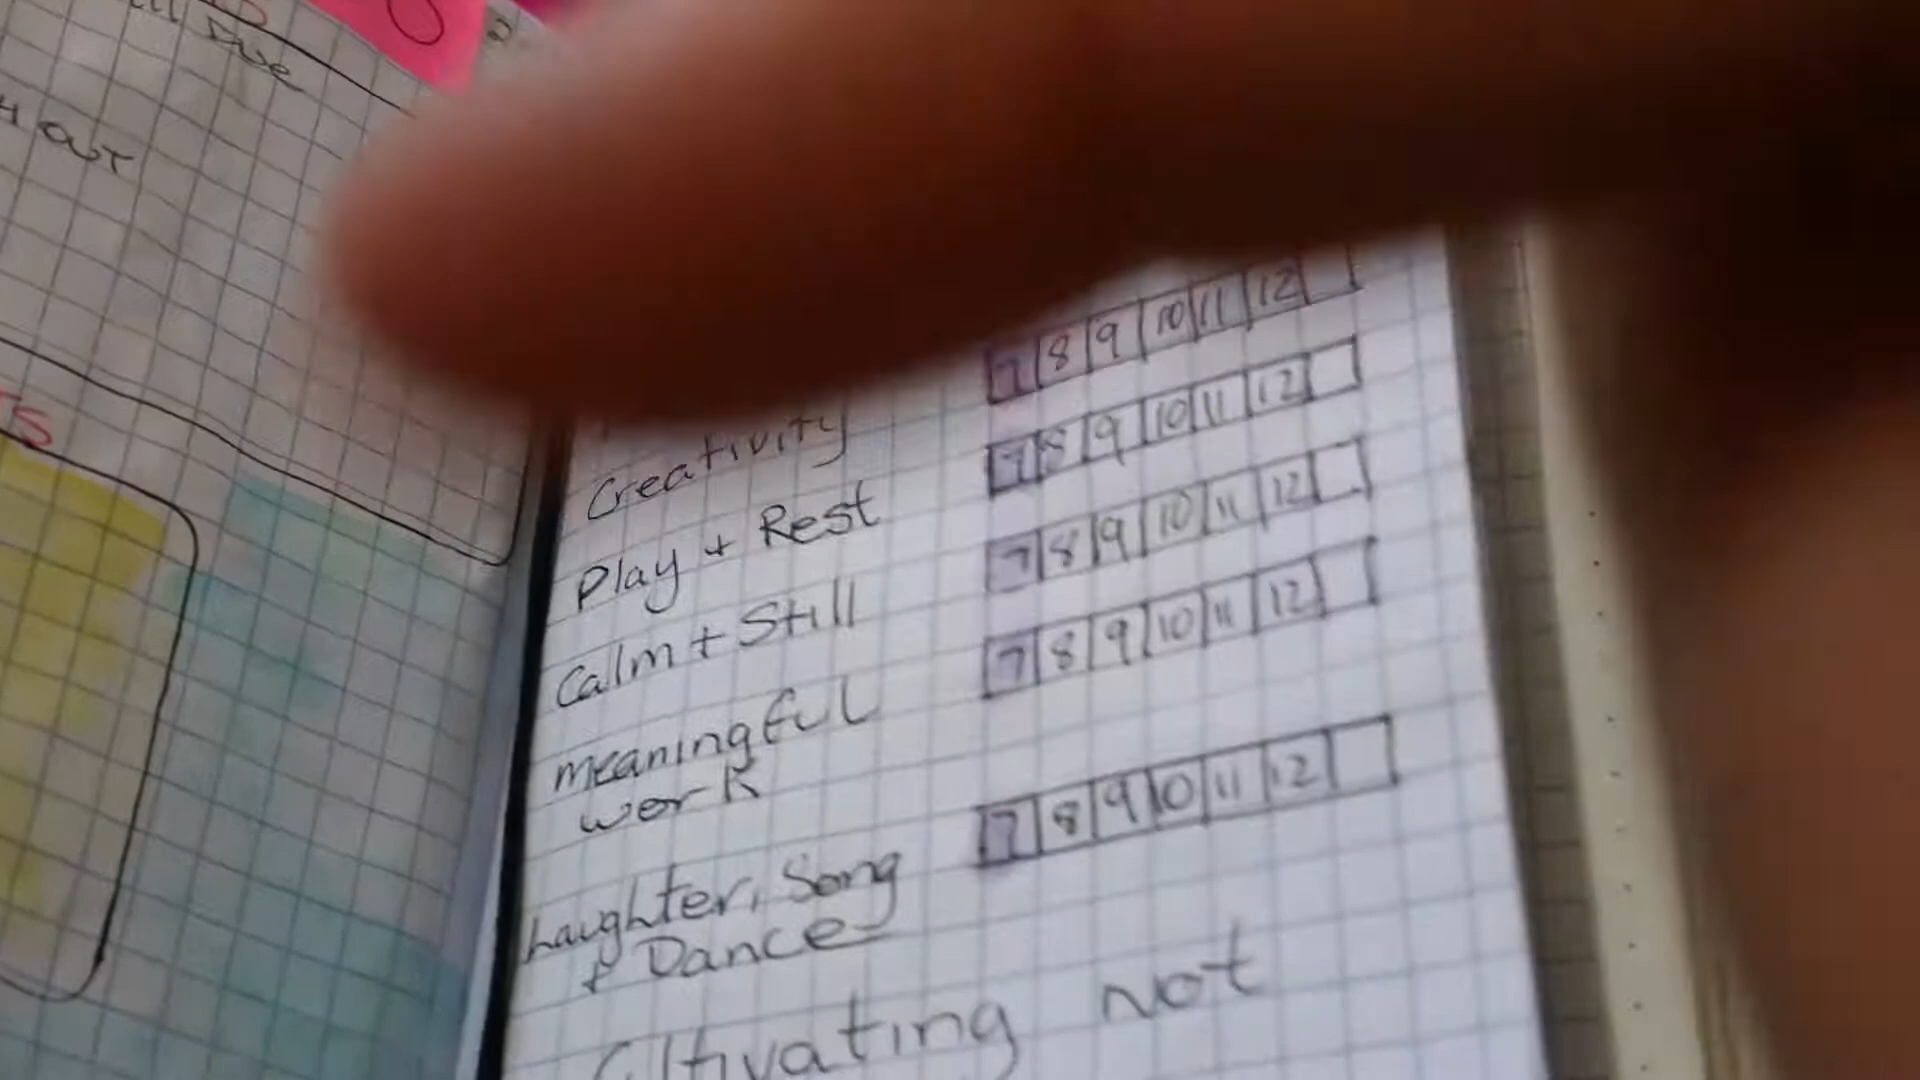 Due
out
TS
7 8 9 10 11 12
Creativity 7 8 9 10 11 12
Play + Rest 7 8 9 10 11 12
Calm + Still 7 8 9 10 11 12
meaningful
work 7 8 9 10 11 12
Laughter, Song
+ Dance
Cultivating not